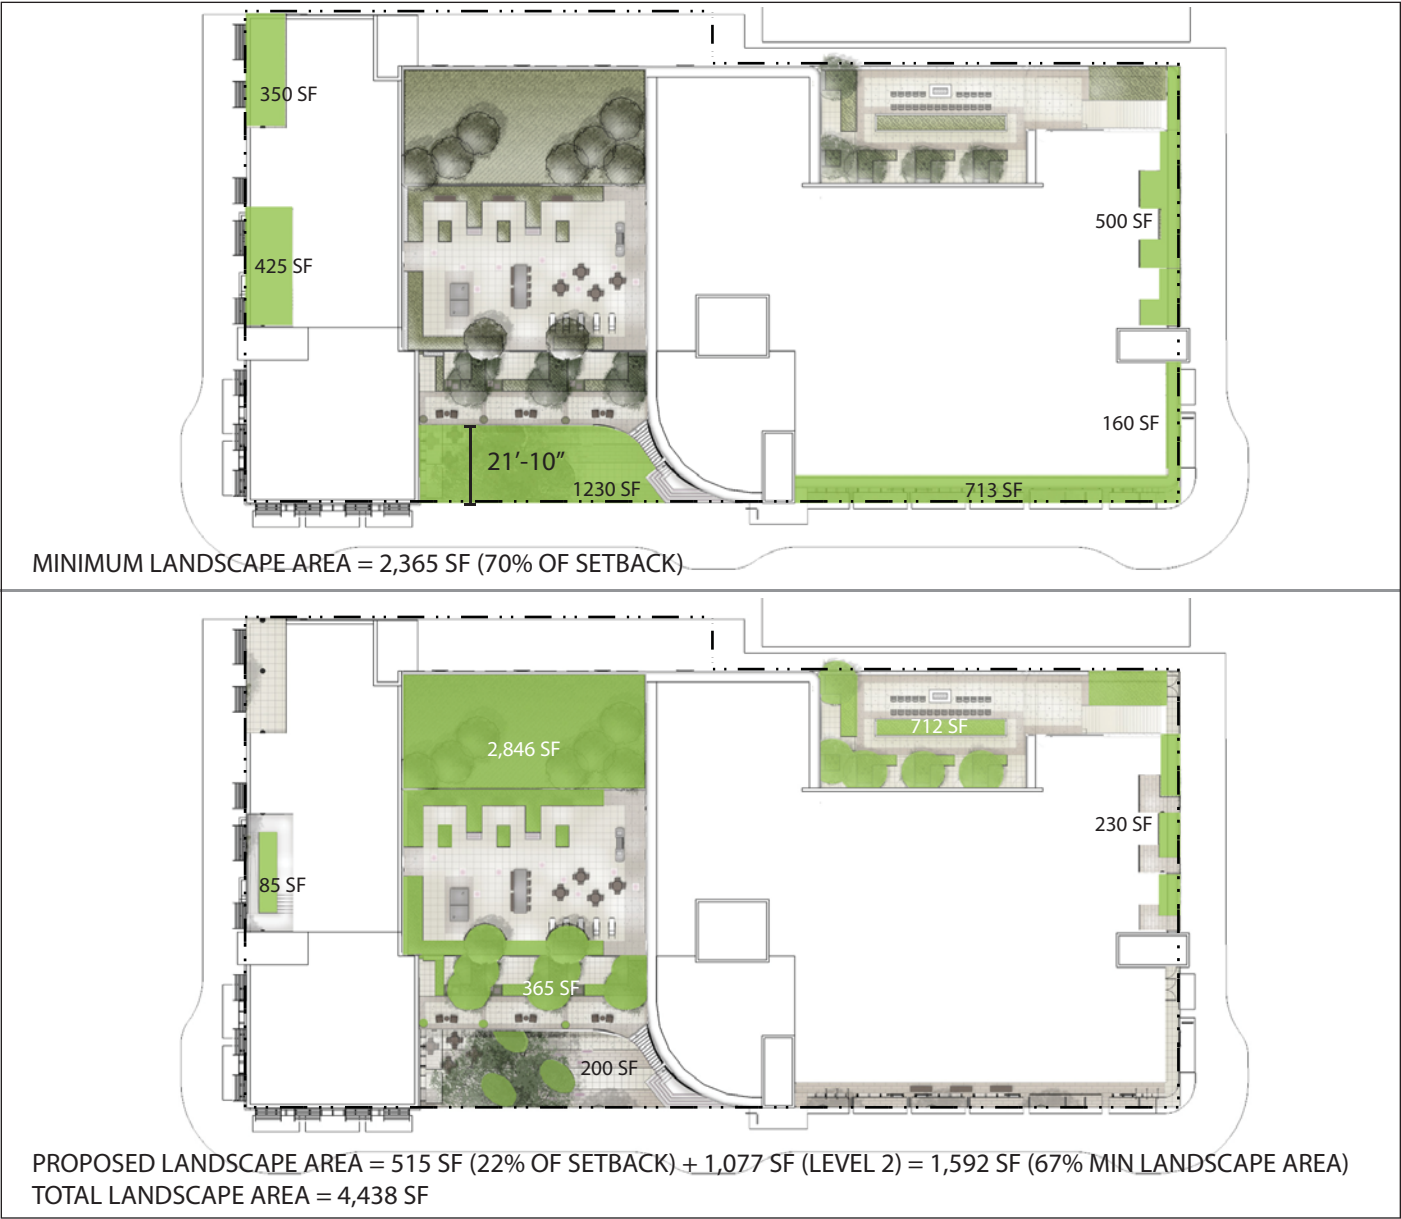 350 SF
425 SF
500 SF
160 SF
21'-10"
1230 SF
713 SF
MINIMUM LANDSCAPE AREA = 2,365 SF (70% OF SETBACK)
2,846 SF
712 SF
230 SF
85 SF
365 SF
200 SF
PROPOSED LANDSCAPE AREA = 515 SF (22% OF SETBACK) + 1,077 SF (LEVEL 2) = 1,592 SF (67% MIN LANDSCAPE AREA)
TOTAL LANDSCAPE AREA = 4,438 SF